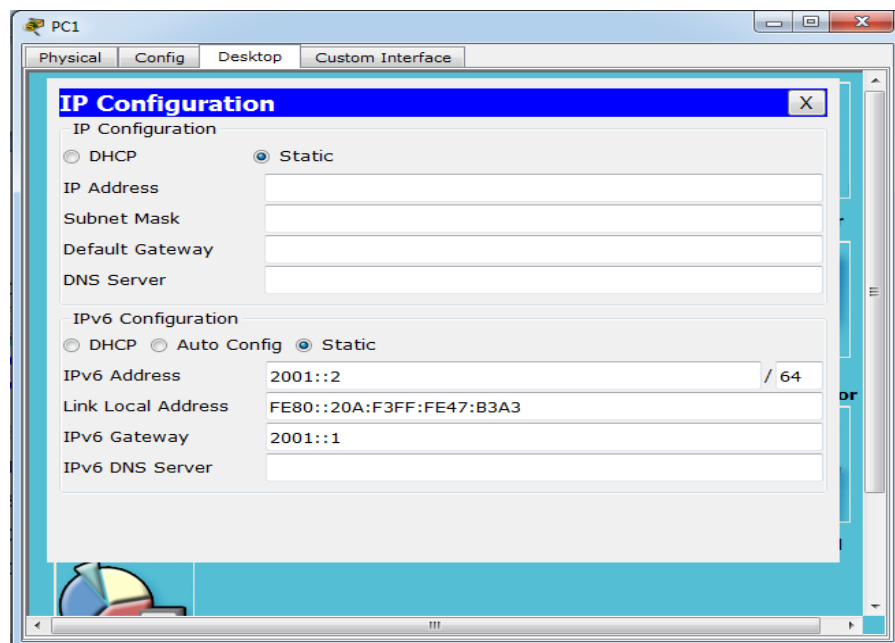 PC1
Physical Config Desktop Custom Interface
IP Configuration X
IP Configuration
DHCP Static
IP Address
Subnet Mask
Default Gateway
DNS Server
IPv6 Configuration
DHCP Auto Config Static
IPv6 Address 2001::2 / 64
Link Local Address FE80::20A:F3FF:FE47:B3A3
IPv6 Gateway 2001::1
IPv6 DNS Server
or